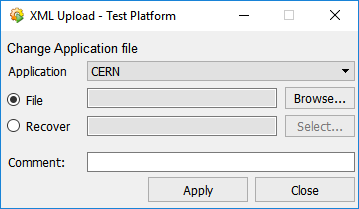 XML Upload - Test Platform
Change Application file
Application CERN
File Browse...
Recover Select...
Comment:
Apply Close